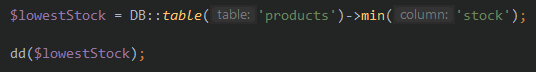 $lowestStock = DB::table( table: 'products')->min( column: 'stock');
dd($lowestStock);